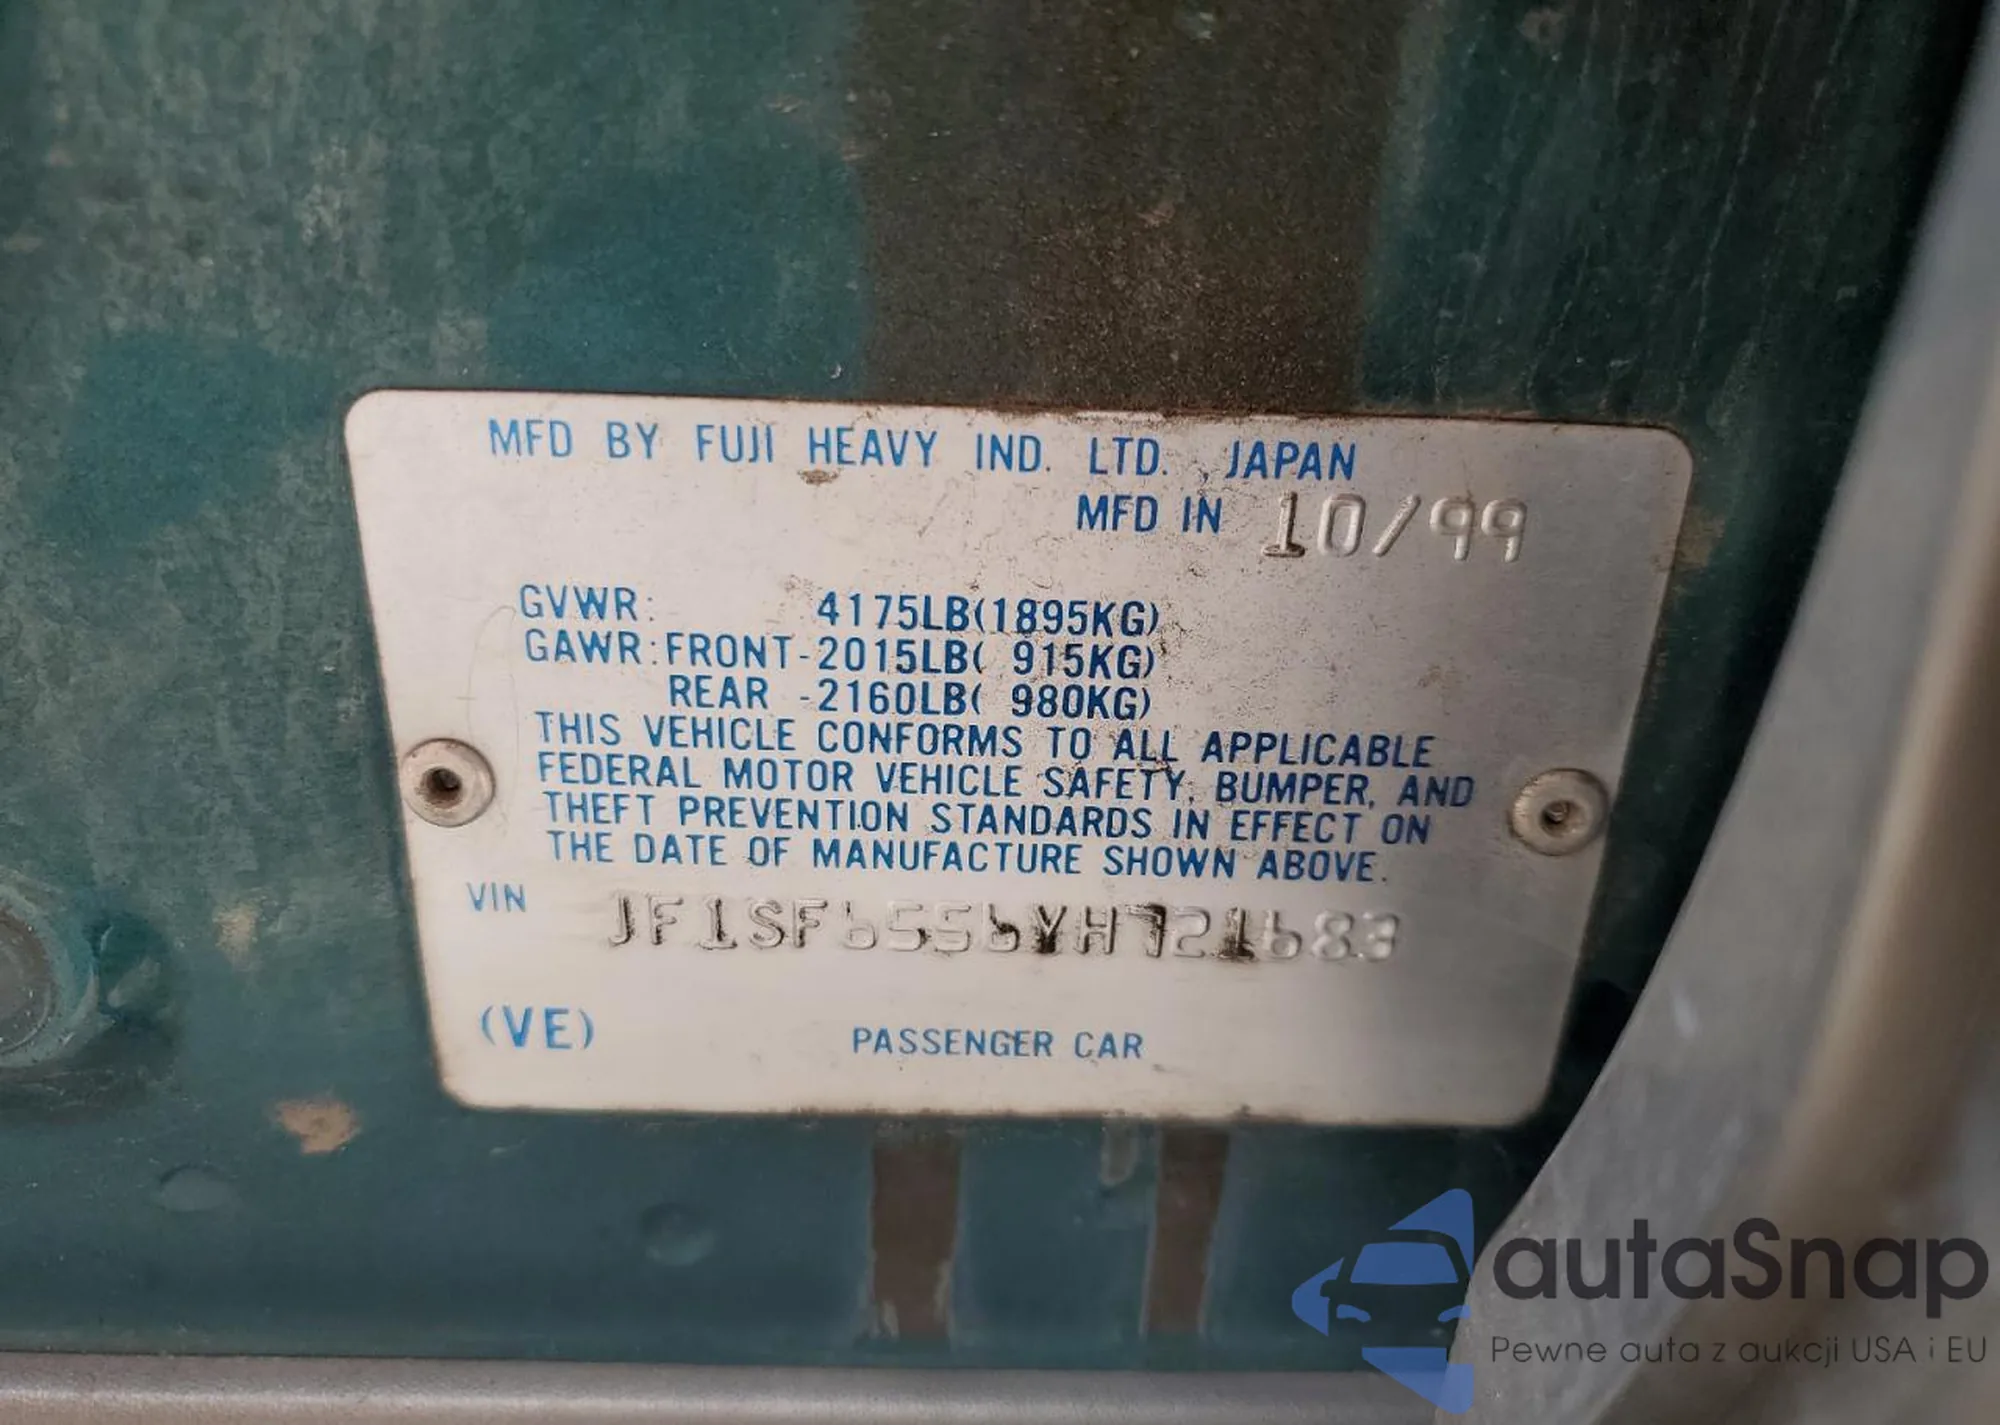 MFD BY FUJI HEAVY IND. LTD. , JAPAN
MFD IN 10/99
GVWR: 4175LB(1895KG)
GAWR:FRONT-2015LB( 915KG)
REAR -2160LB( 980KG)
THIS VEHICLE CONFORMS TO ALL APPLICABLE
FEDERAL MOTOR VEHICLE SAFETY, BUMPER, AND
THEFT PREVENTION STANDARDS IN EFFECT ON
THE DATE OF MANUFACTURE SHOWN ABOVE.
VIN JF1SF6556YH721683
(VE) PASSENGER CAR
autaSnap
Pewne auta z aukcji USA i EU